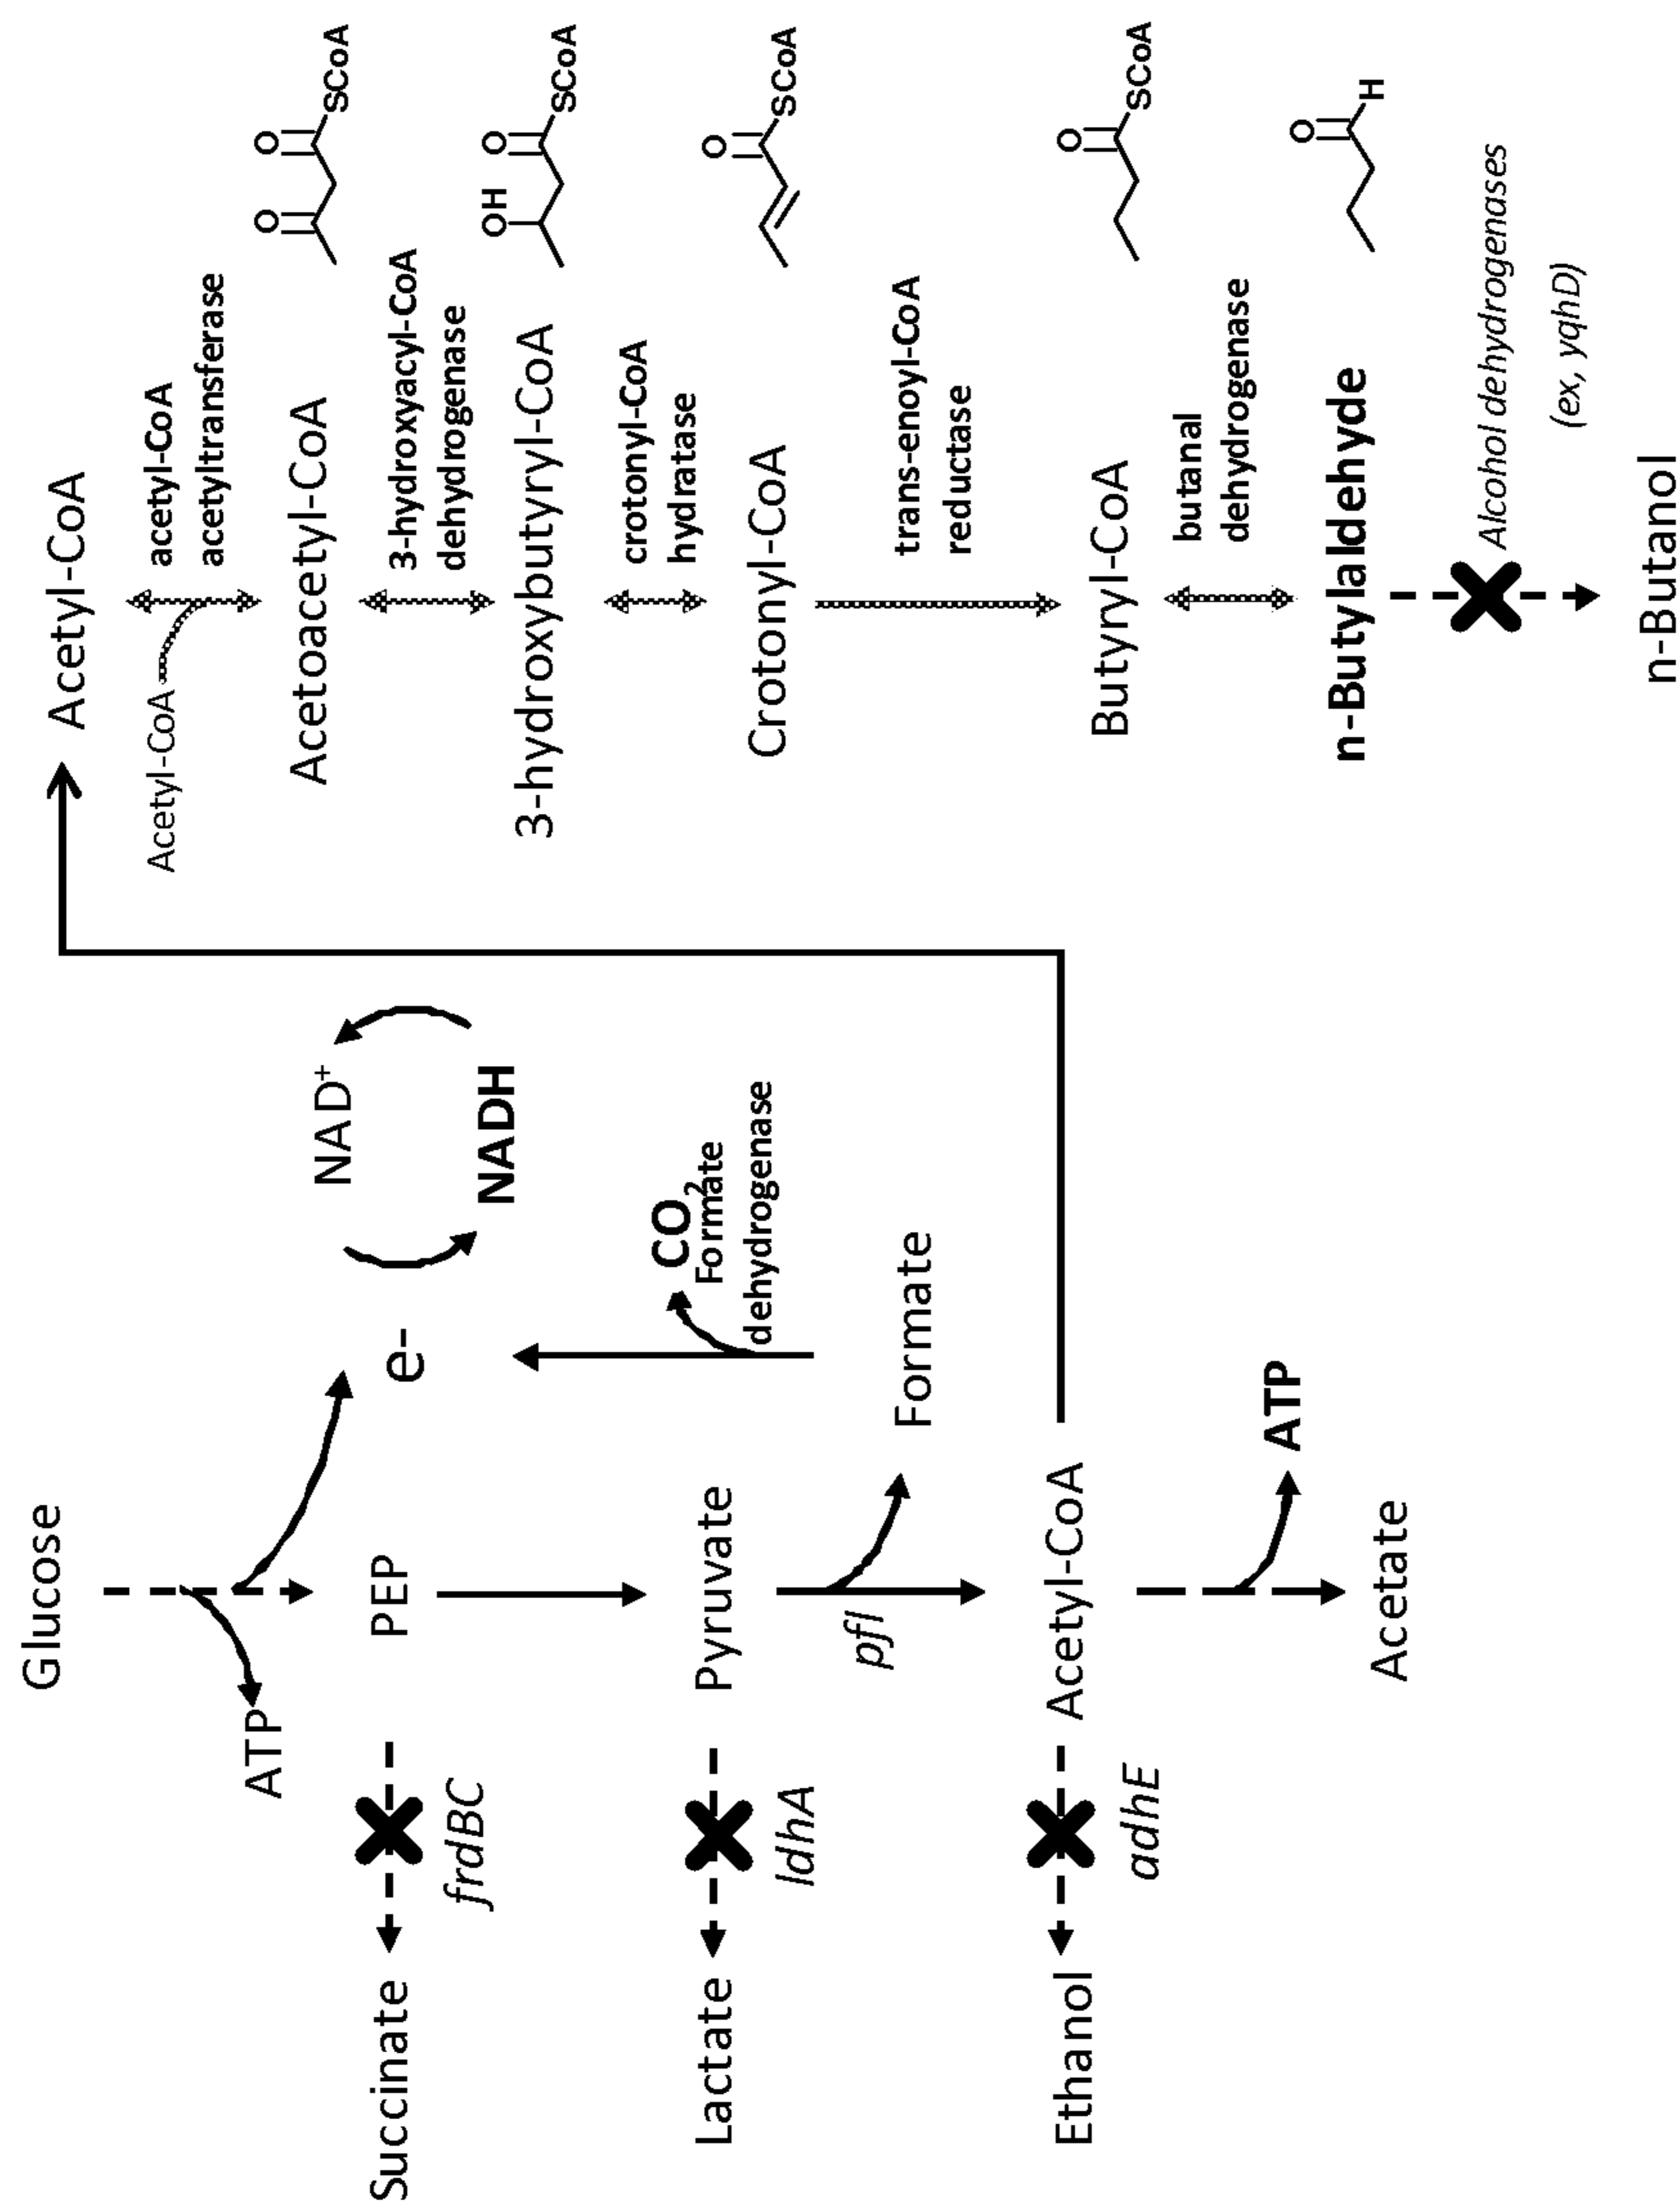 Glucose
ATP
PEP
Succinate
frdBC
e-
NAD+
NADH
CO2
Formate
dehydrogenase
Pyruvate
Lactate
ldhA
pfl
Formate
Acetyl-CoA
Ethanol
adhE
ATP
Acetate
Acetyl-CoA
Acetyl-CoA
acetyl-CoA
acetyltransferase
Acetoacetyl-CoA
O
O
SCoA
3-hydroxyacyl-CoA
dehydrogenase
3-hydroxybutyryl-CoA
OH
O
SCoA
crotonyl-CoA
hydratase
Crotonyl-CoA
O
SCoA
trans-enoyl-CoA
reductase
Butyryl-CoA
O
SCoA
butanal
dehydrogenase
n-Butylaldehyde
O
H
Alcohol dehydrogenases
(ex, yqhD)
n-Butanol